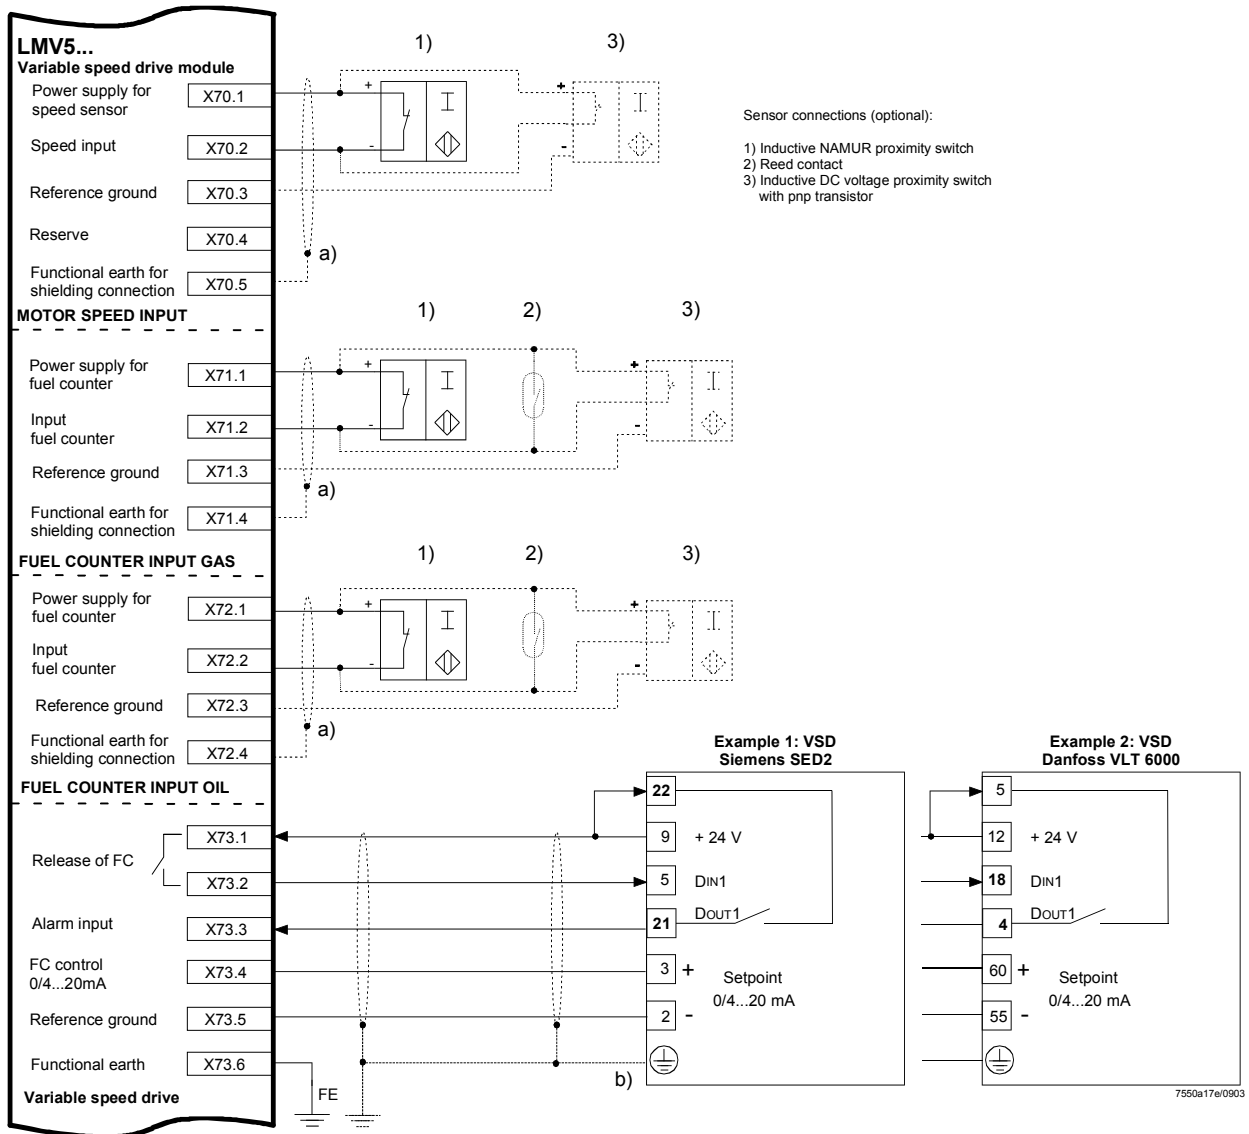 LMV5...
Variable speed drive module
Power supply for
speed sensor
X70.1
Speed input
X70.2
Reference ground
X70.3
Reserve
X70.4
Functional earth for
shielding connection
X70.5
MOTOR SPEED INPUT
1)
3)
+
-
+
-
a)
Sensor connections (optional):
1) Inductive NAMUR proximity switch
2) Reed contact
3) Inductive DC voltage proximity switch
with pnp transistor
Power supply for
fuel counter
X71.1
Input
fuel counter
X71.2
Reference ground
X71.3
Functional earth for
shielding connection
X71.4
FUEL COUNTER INPUT GAS
1)
2)
3)
+
-
+
-
a)
Power supply for
fuel counter
X72.1
Input
fuel counter
X72.2
Reference ground
X72.3
Functional earth for
shielding connection
X72.4
FUEL COUNTER INPUT OIL
1)
2)
3)
+
-
+
-
a)
Release of FC
X73.1
X73.2
Alarm input
X73.3
FC control
0/4...20mA
X73.4
Reference ground
X73.5
Functional earth
X73.6
Variable speed drive
FE
b)
Example 1: VSD
Siemens SED2
22
9 + 24 V
5 DIN1
21 DOUT1
3 +
Setpoint
0/4...20 mA
2 -
Example 2: VSD
Danfoss VLT 6000
5
12 + 24 V
18 DIN1
4 DOUT1
60 +
Setpoint
0/4...20 mA
55 -
7550a17e/0903